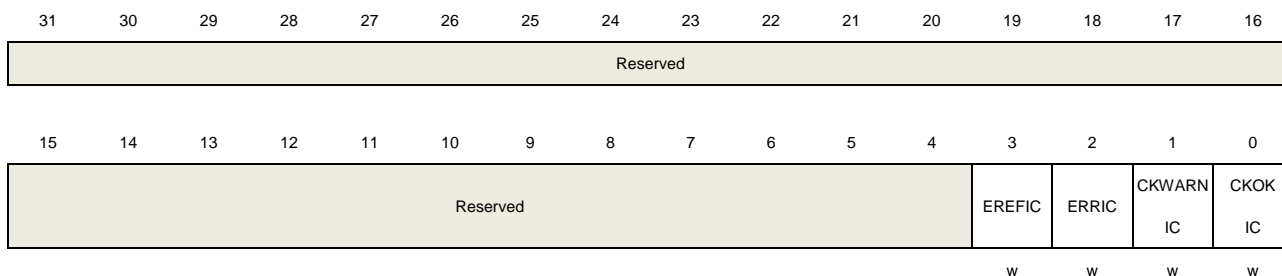 31 30 29 28 27 26 25 24 23 22 21 20 19 18 17 16
Reserved
15 14 13 12 11 10 9 8 7 6 5 4 3 2 1 0
Reserved EREFIC ERRIC CKWARN IC CKOK IC
w w w w